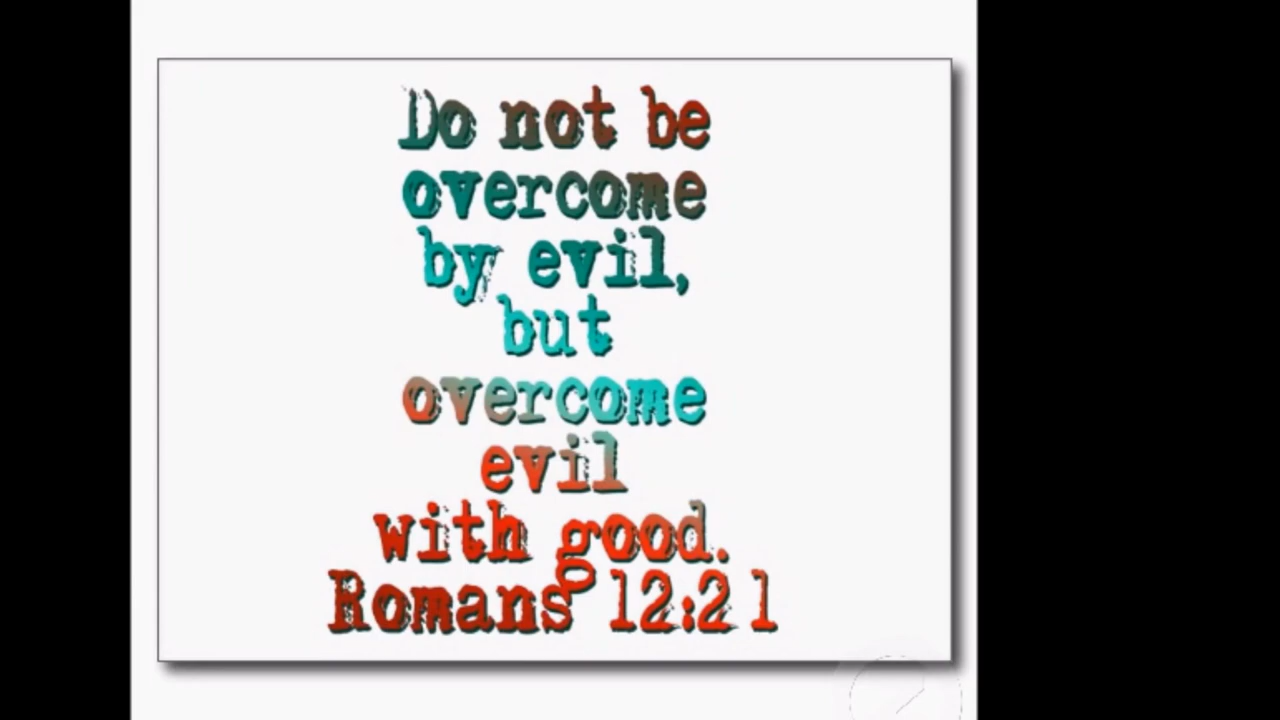 Do not be
overcome
by evil,
but
overcome
evil
with good.
Romans 12:21